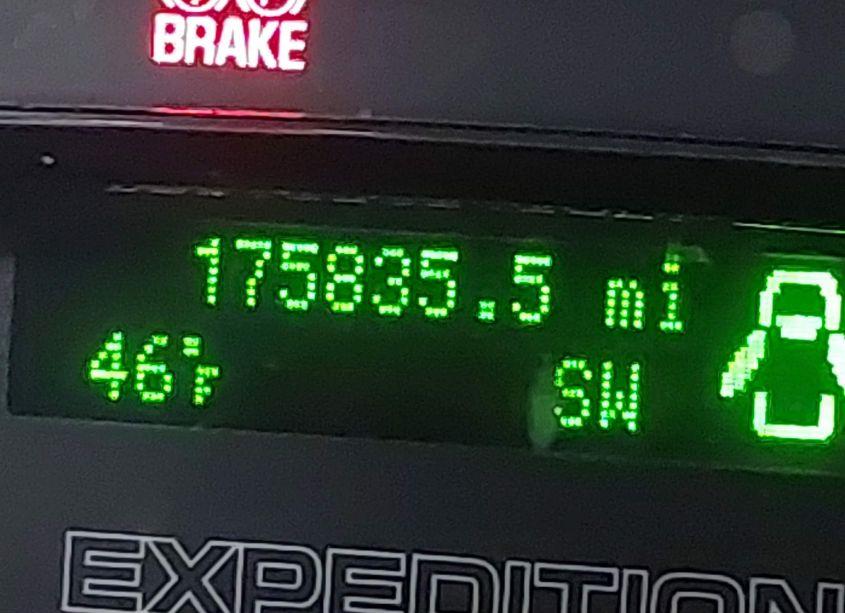 BRAKE
175835.5 mi
46°F SW
EXPEDITION